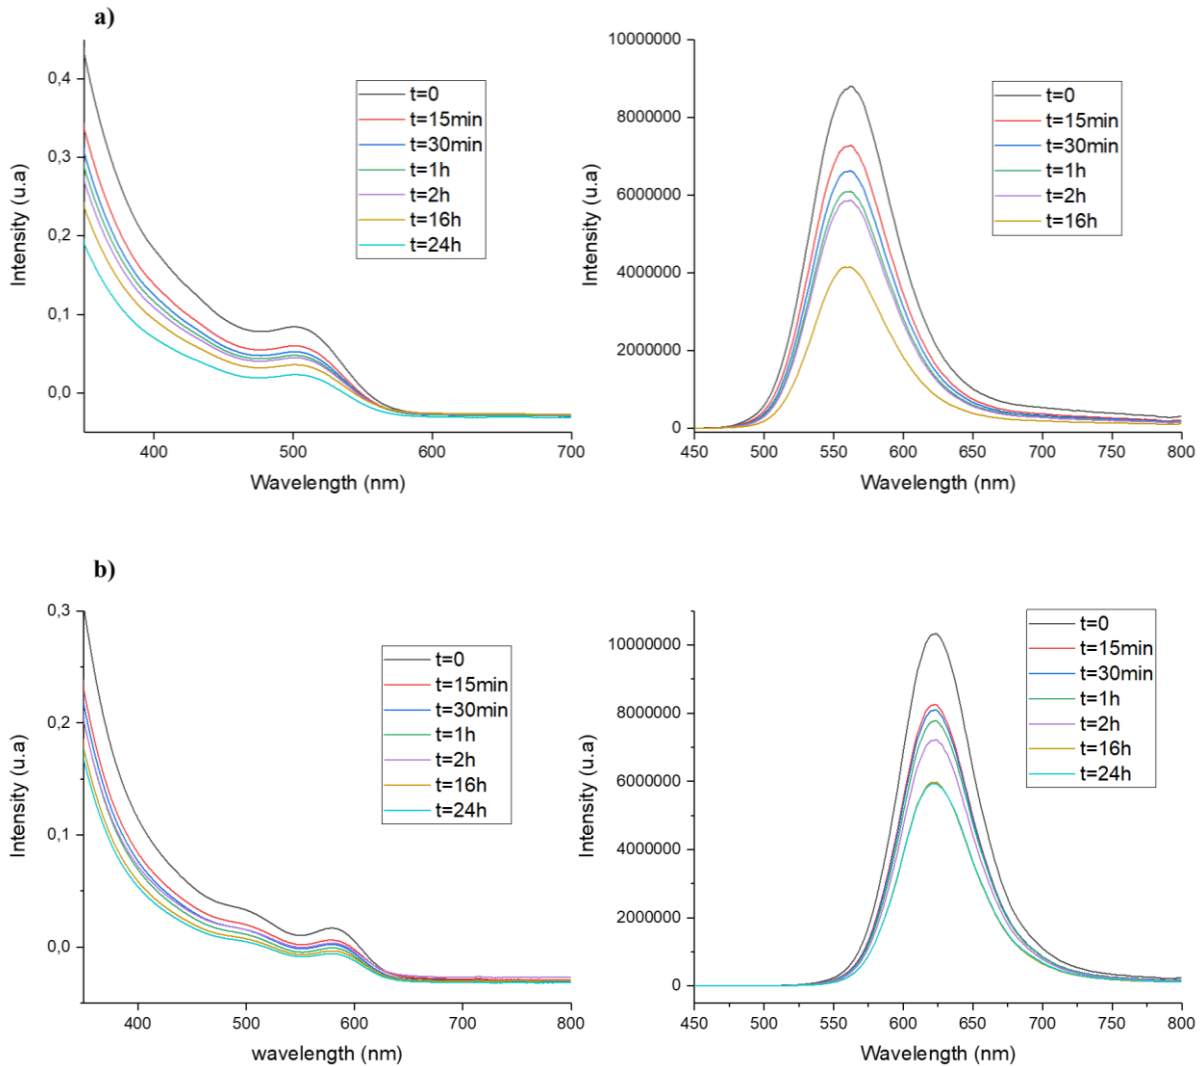 a)
Intensity (u.a)
0,4
0,3
0,2
0,1
0,0
400
500
600
700
Wavelength (nm)
t=0
t=15min
t=30min
t=1h
t=2h
t=16h
t=24h
Intensity (u.a)
10000000
8000000
6000000
4000000
2000000
0
450
500
550
600
650
700
750
800
Wavelength (nm)
t=0
t=15min
t=30min
t=1h
t=2h
t=16h
b)
Intensity (u.a)
0,3
0,2
0,1
0,0
400
500
600
700
800
wavelength (nm)
t=0
t=15min
t=30min
t=1h
t=2h
t=16h
t=24h
Intensity (u.a)
10000000
8000000
6000000
4000000
2000000
0
450
500
550
600
650
700
750
800
Wavelength (nm)
t=0
t=15min
t=30min
t=1h
t=2h
t=16h
t=24h